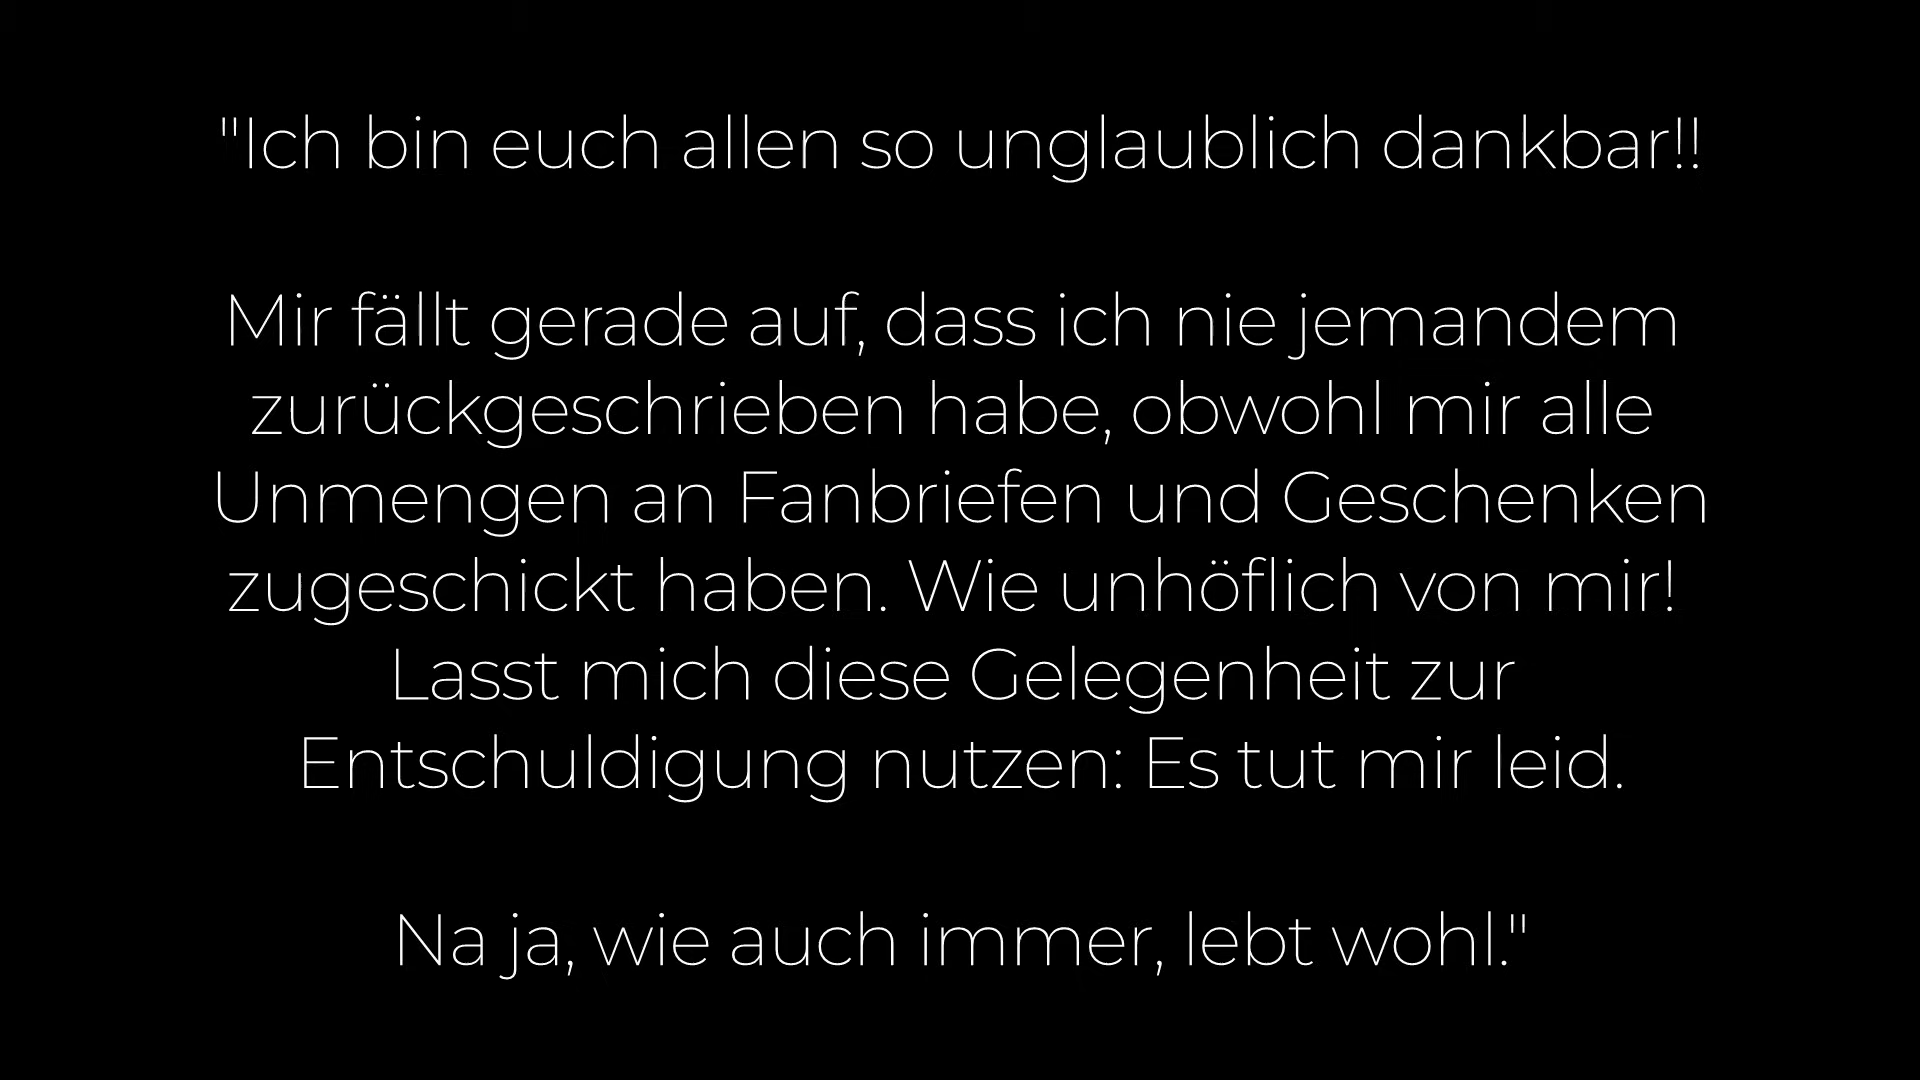 "Ich bin euch allen so unglaublich dankbar!!
Mir fällt gerade auf, dass ich nie jemandem
zurückgeschrieben habe, obwohl mir alle
Unmengen an Fanbriefen und Geschenken
zugeschickt haben. Wie unhöflich von mir!
Lasst mich diese Gelegenheit zur
Entschuldigung nutzen: Es tut mir leid.
Na ja, wie auch immer, lebt wohl."